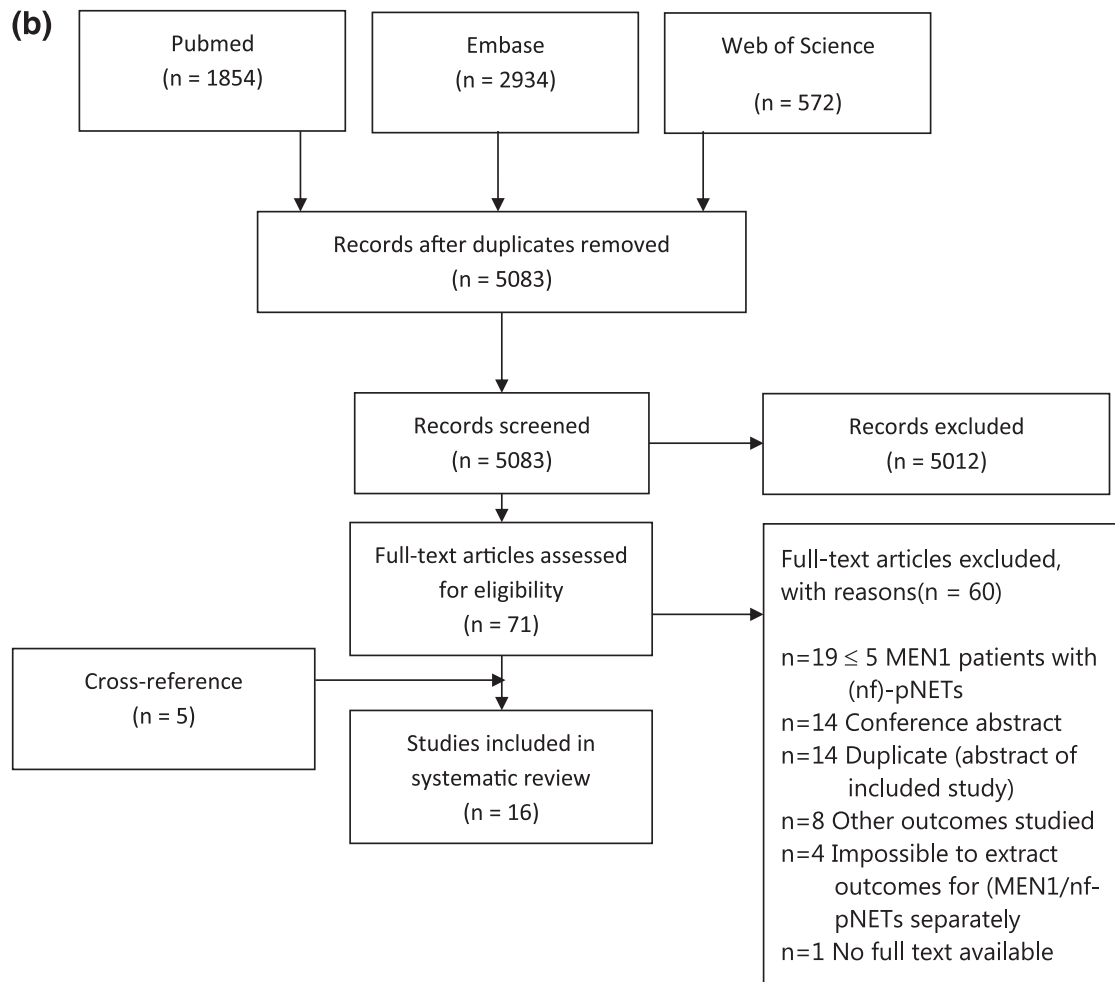 (b)
Pubmed
(n = 1854)
Embase
(n = 2934)
Web of Science
(n = 572)
Records after duplicates removed
(n = 5083)
Records screened
(n = 5083)
Records excluded
(n = 5012)
Full-text articles assessed
for eligibility
(n = 71)
Full-text articles excluded,
with reasons(n = 60)
n=19 ≤ 5 MEN1 patients with
(nf)-pNETs
n=14 Conference abstract
n=14 Duplicate (abstract of
included study)
n=8 Other outcomes studied
n=4 Impossible to extract
outcomes for (MEN1/nf-
pNETs separately
n=1 No full text available
Cross-reference
(n = 5)
Studies included in
systematic review
(n = 16)